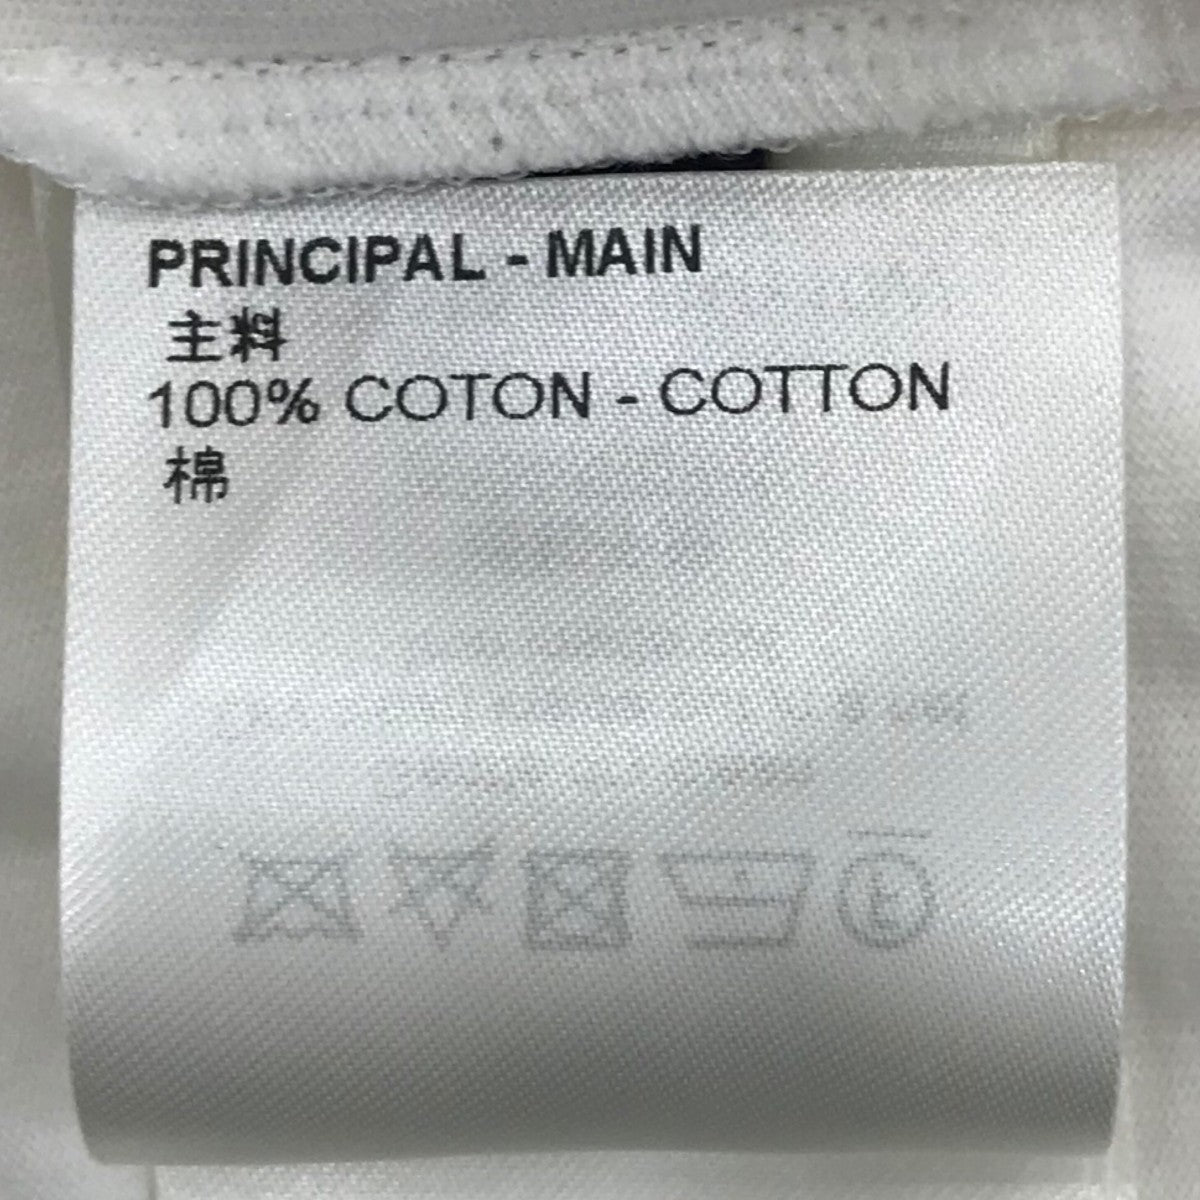 PRINCIPAL - MAIN
主料
100% COTON - COTTON
棉